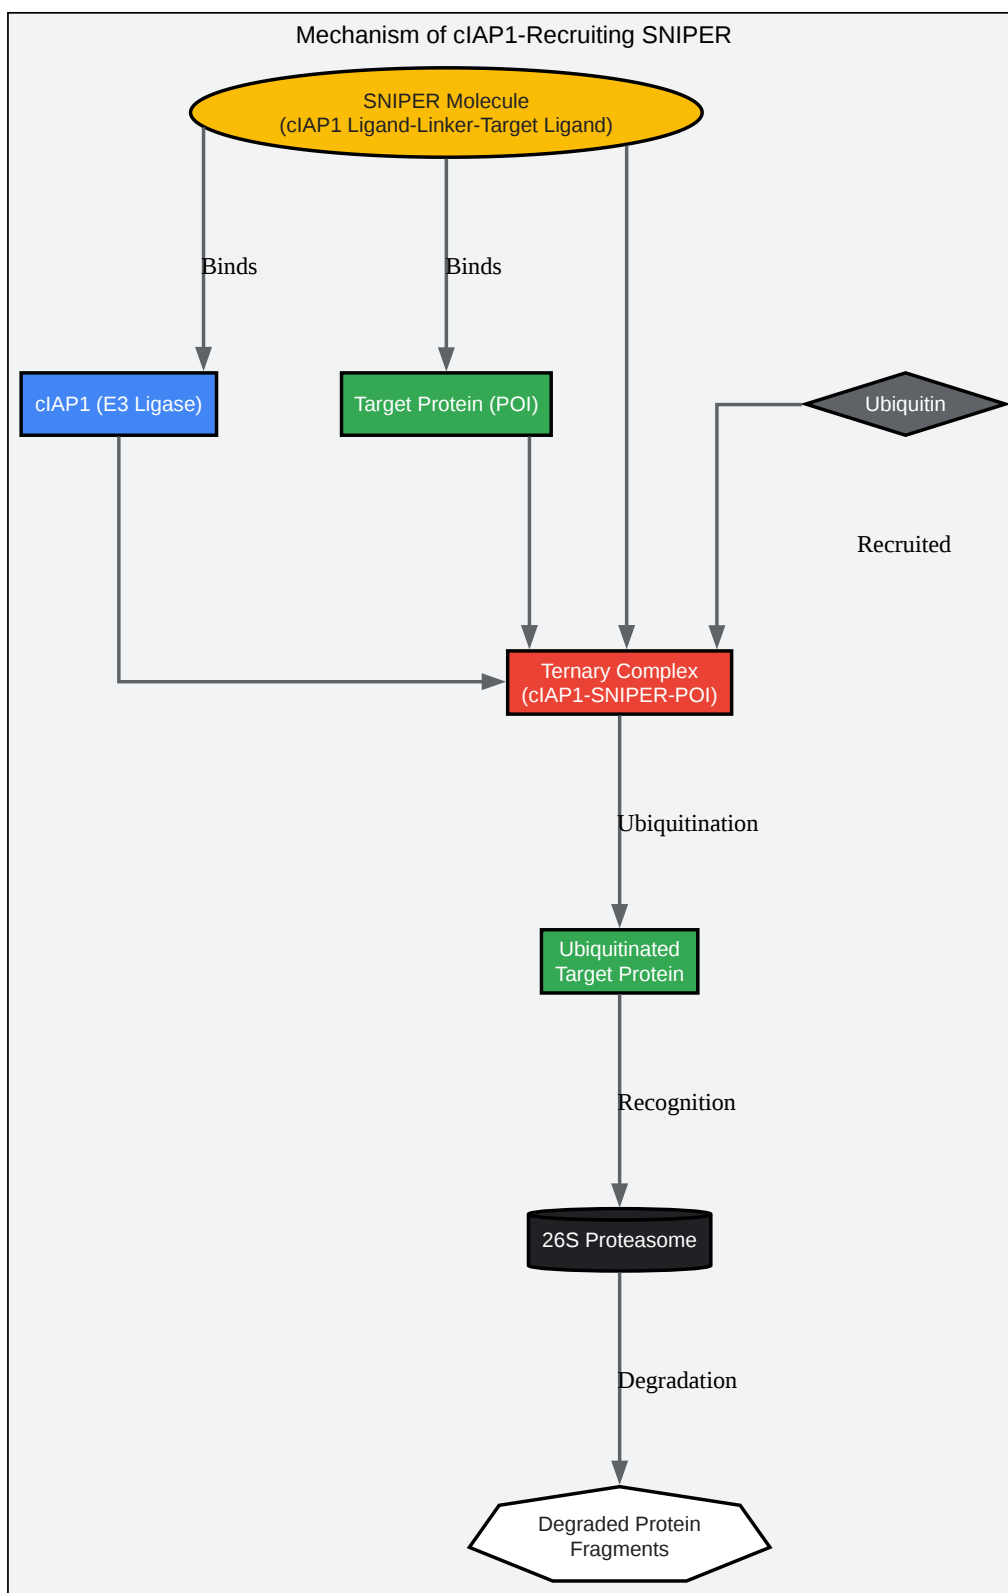 Mechanism of cIAP1-Recruiting SNIPER
SNIPER Molecule
(cIAP1 Ligand-Linker-Target Ligand)
Binds
Binds
cIAP1 (E3 Ligase)
Target Protein (POI)
Ubiquitin
Recruited
Ternary Complex
(cIAP1-SNIPER-POI)
Ubiquitination
Ubiquitinated
Target Protein
Recognition
26S Proteasome
Degradation
Degraded Protein
Fragments